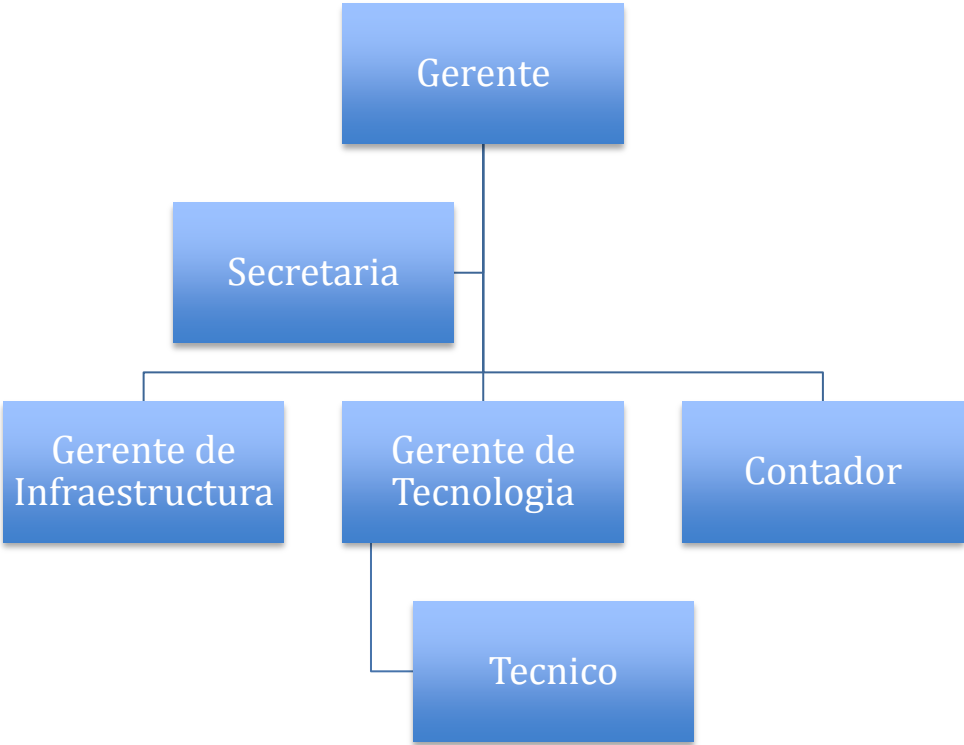 Gerente
Secretaria
Gerente de
Infraestructura
Gerente de
Tecnologia
Contador
Tecnico